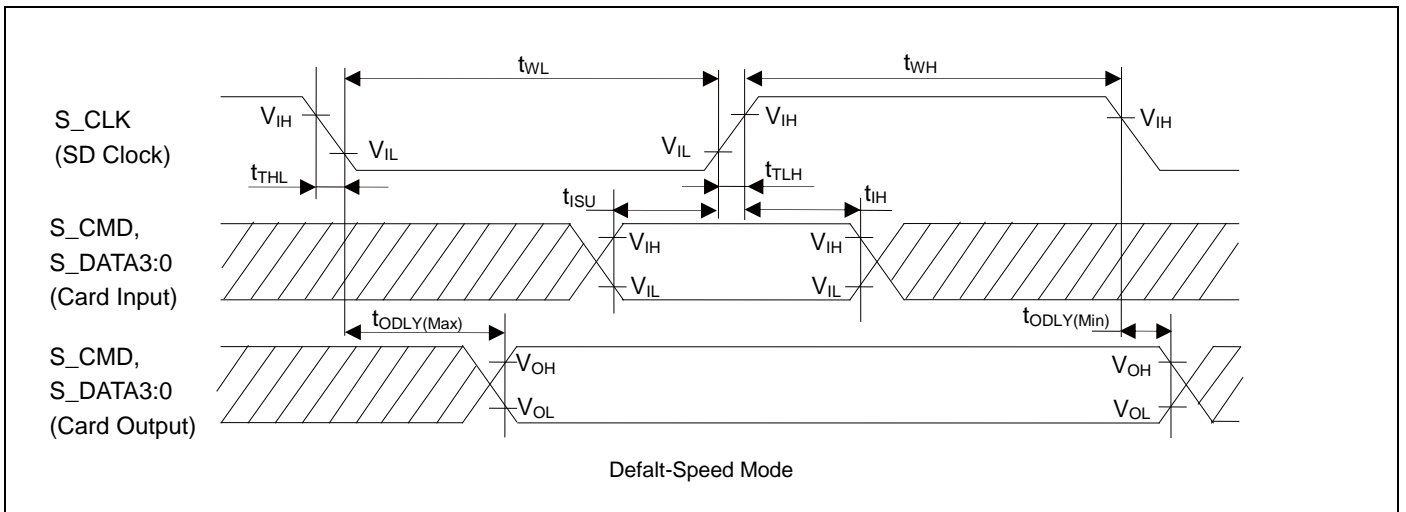 tWL
tWH
S_CLK
(SD Clock)
VIH
VIL
VIL
VIH
VIH
tTHL
tTLH
tISU
tIH
S_CMD,
S_DATA3:0
(Card Input)
VIH
VIL
VIH
VIL
tODLY(Max)
tODLY(Min)
S_CMD,
S_DATA3:0
(Card Output)
VOH
VOL
VOH
VOL
Defalt-Speed Mode